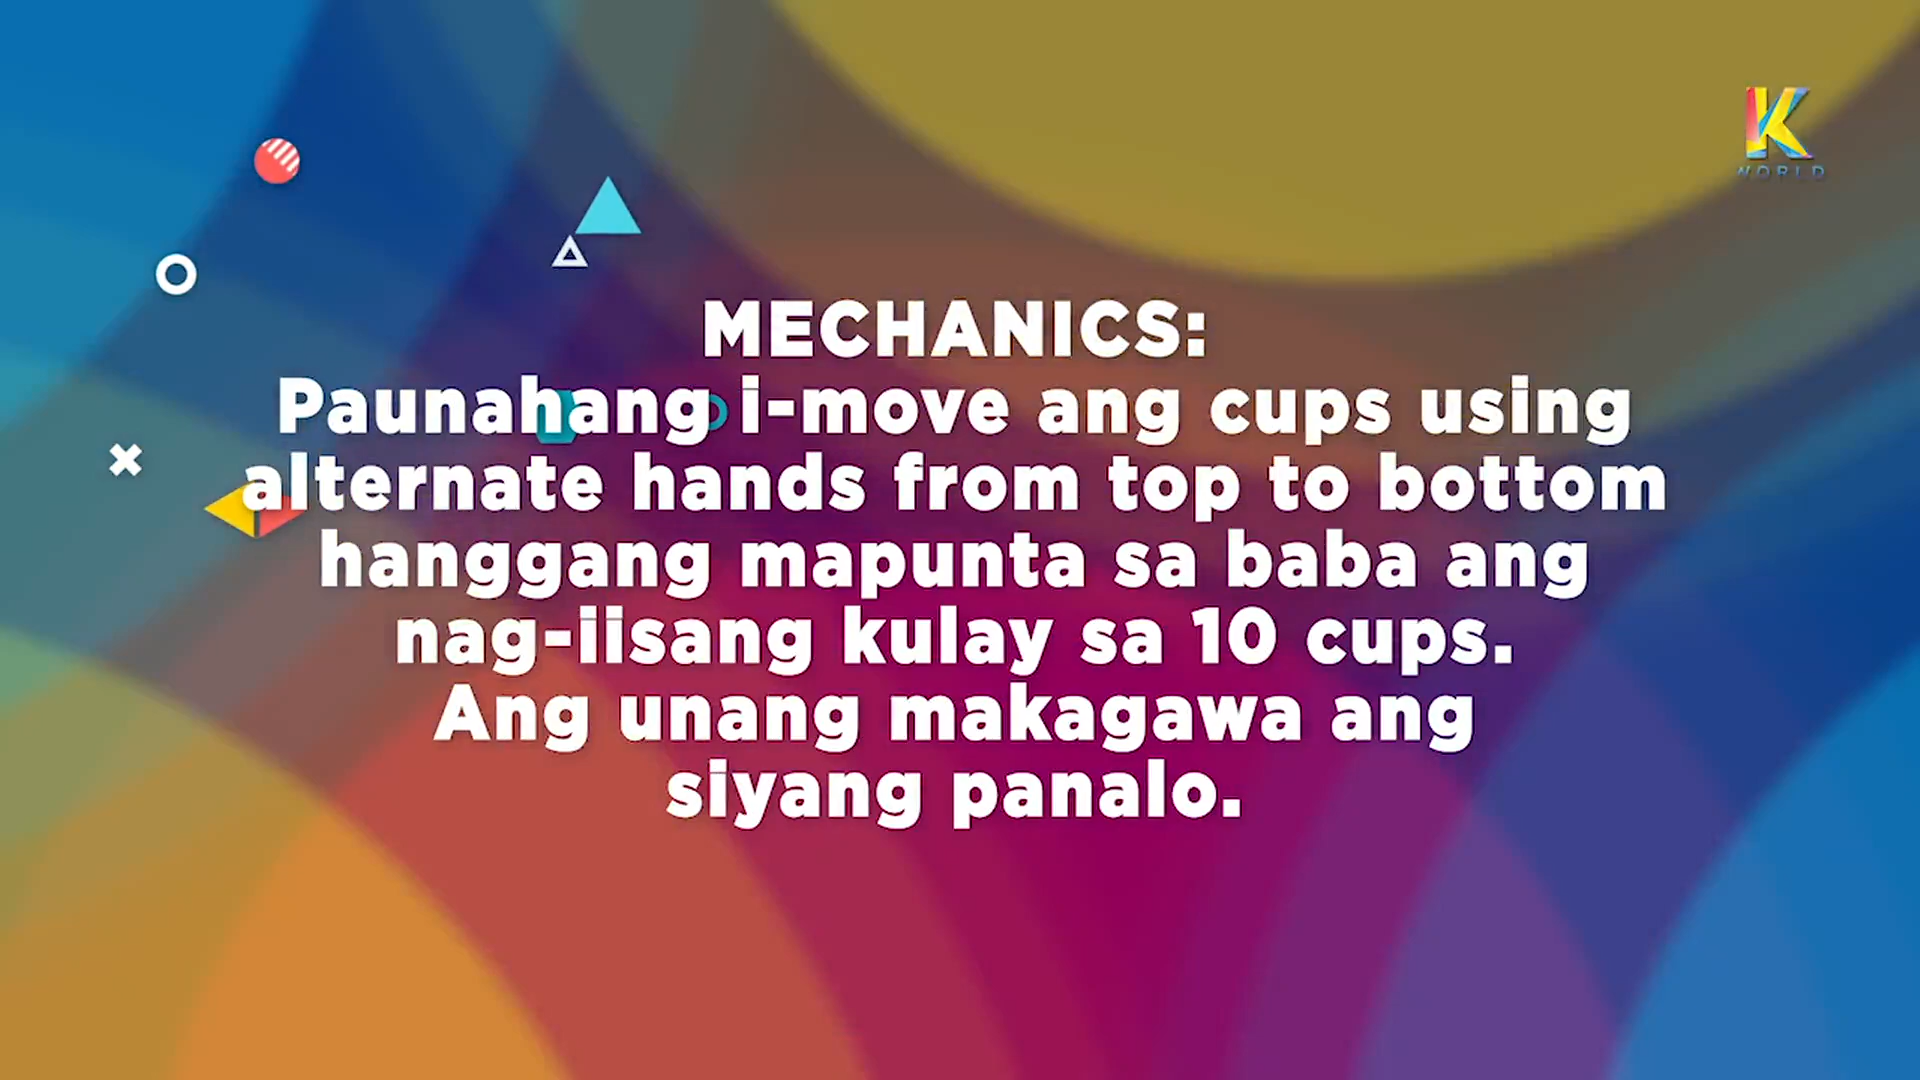 K
WORLD
MECHANICS:
Paunahang i-move ang cups using
alternate hands from top to bottom
hanggang mapunta sa baba ang
nag-iisang kulay sa 10 cups.
Ang unang makagawa ang
siyang panalo.